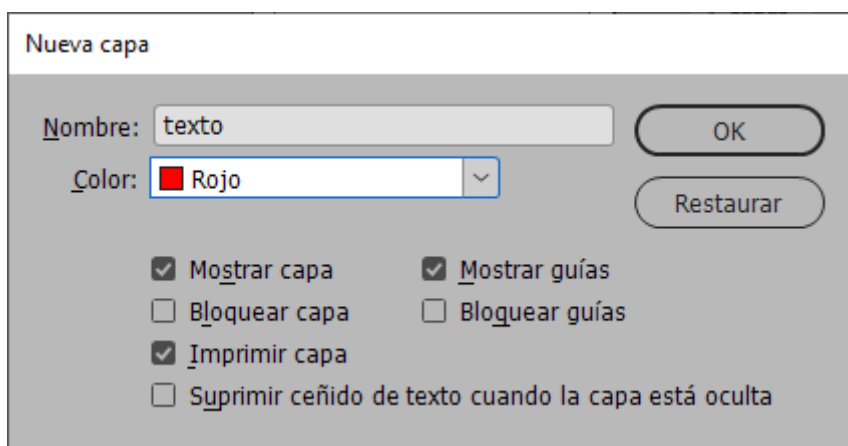 Nueva capa
Nombre: texto
OK
Color: Rojo
Restaurar
Mostrar capa
Mostrar guías
Bloquear capa
Bloquear guías
Imprimir capa
Suprimir ceñido de texto cuando la capa está oculta